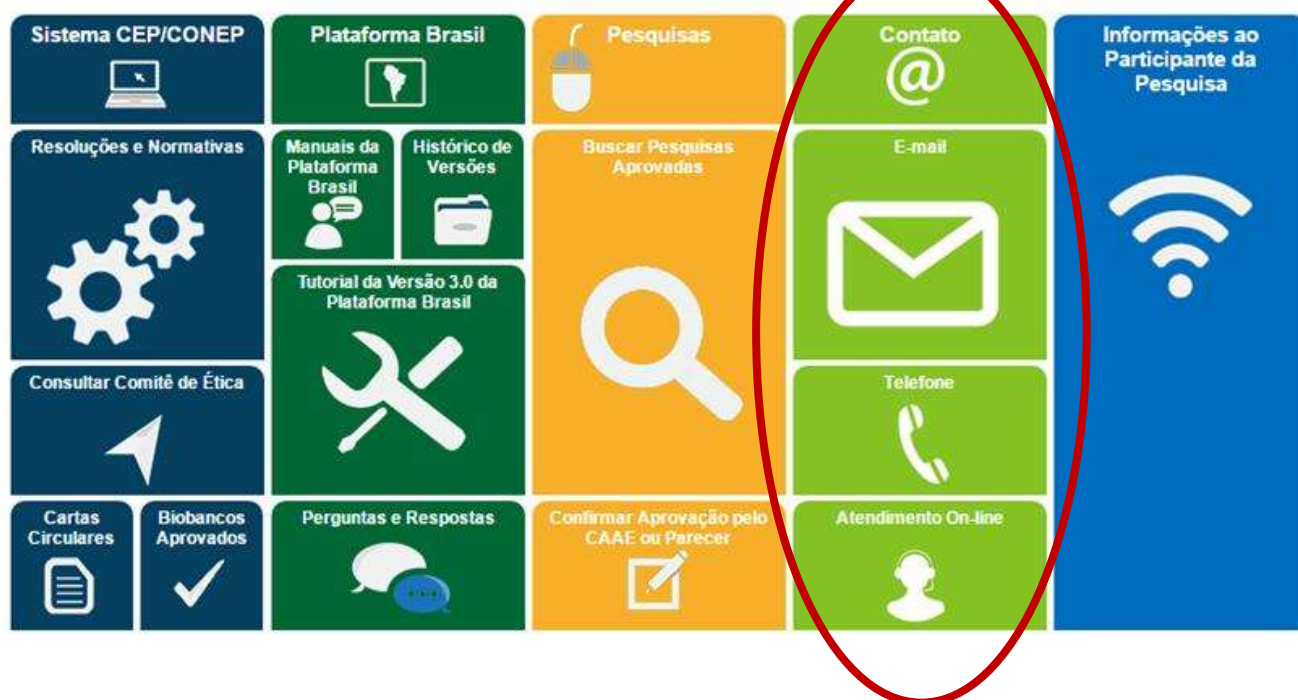 Sistema CEP/CONEP
Resoluções e Normativas
Consultar Comitê de Ética
Cartas
Circulares
Biobancos
Aprovados
Plataforma Brasil
Manuais da
Plataforma
Brasil
Histórico de
Versões
Tutorial da Versão 3.0 da
Plataforma Brasil
Perguntas e Respostas
Pesquisas
Buscar Pesquisas
Aprovadas
Confirmar Aprovação pelo
CAAE ou Parecer
Contato
@
E-mail
Telefone
Atendimento On-line
Informações ao
Participante da
Pesquisa